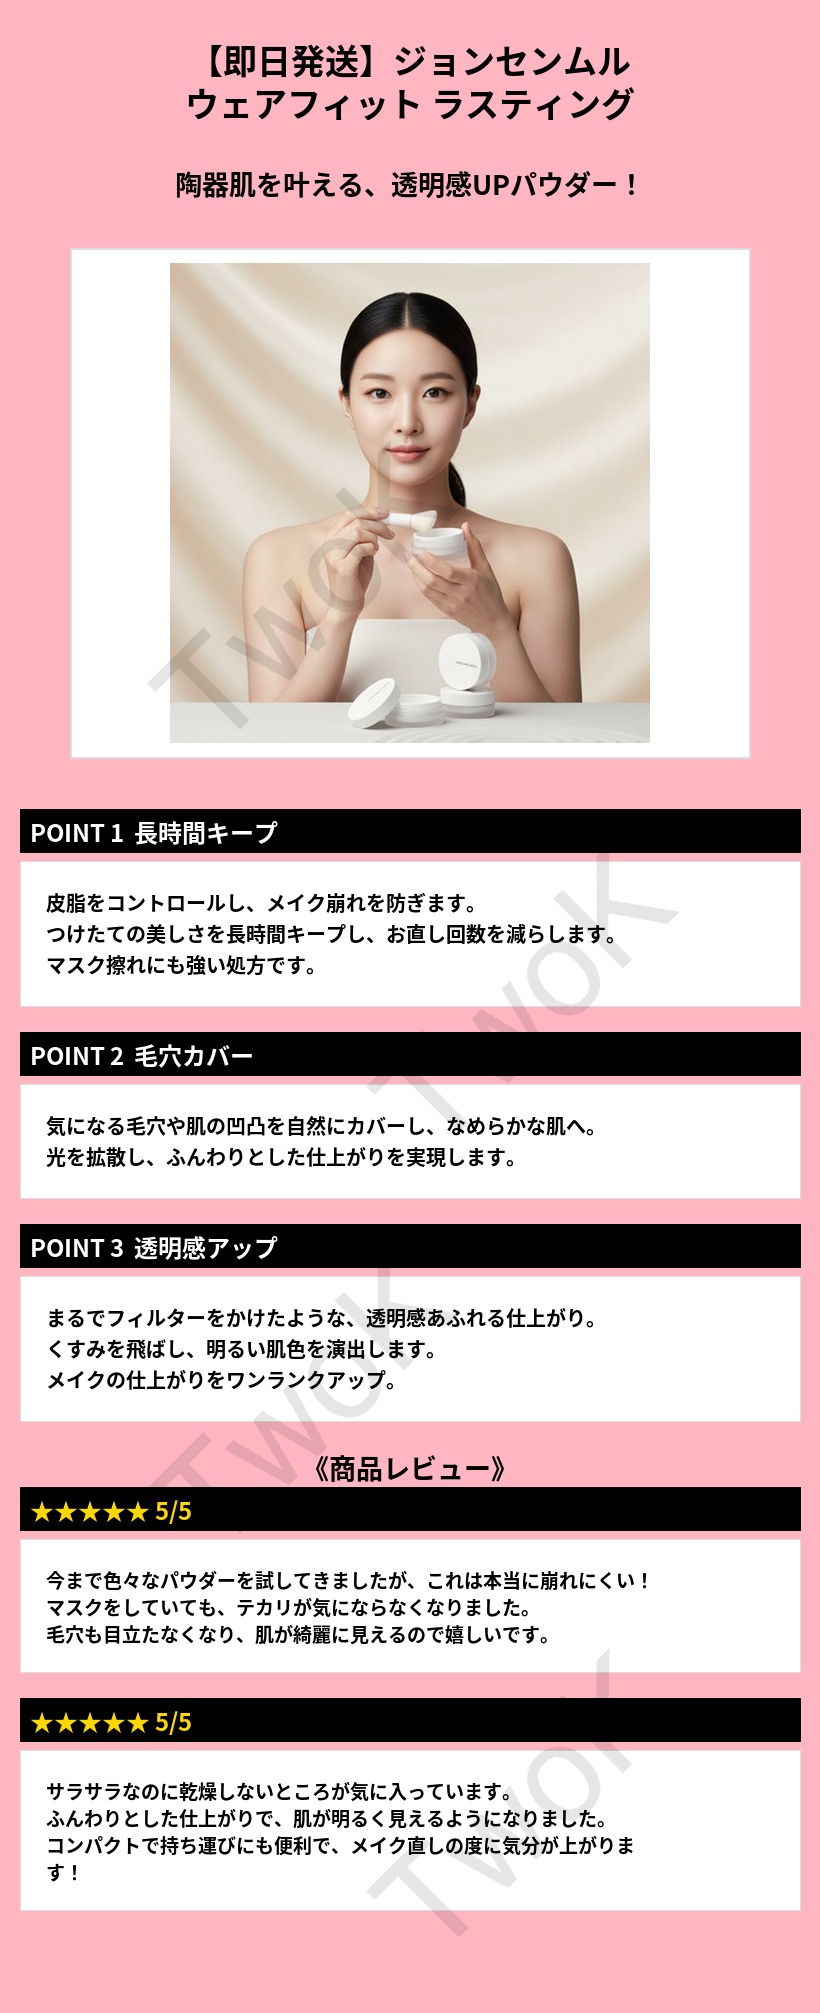 【即日発送】ジョンセンムル
ウェアフィット ラスティング
陶器肌を叶える、透明感UPパウダー！
TwoK
POINT 1 長時間キープ
皮脂をコントロールし、メイク崩れを防ぎます。
つけたての美しさを長時間キープし、お直し回数を減らします。
マスク擦れにも強い処方です。
TwoK
POINT 2 毛穴カバー
気になる毛穴や肌の凹凸を自然にカバーし、なめらかな肌へ。
光を拡散し、ふんわりとした仕上がりを実現します。
POINT 3 透明感アップ
まるでフィルターをかけたような、透明感あふれる仕上がり。
くすみを飛ばし、明るい肌色を演出します。
メイクの仕上がりをワンランクアップ。
TwoK
《商品レビュー》
★★★★★ 5/5
今まで色々なパウダーを試してきましたが、これは本当に崩れにくい！
マスクをしていても、テカリが気にならなくなりました。
毛穴も目立たなくなり、肌が綺麗に見えるので嬉しいです。
★★★★★ 5/5
サラサラなのに乾燥しないところが気に入っています。
ふんわりとした仕上がりで、肌が明るく見えるようになりました。
コンパクトで持ち運びにも便利で、メイク直しの度に気分が上がりま
す！
TwoK